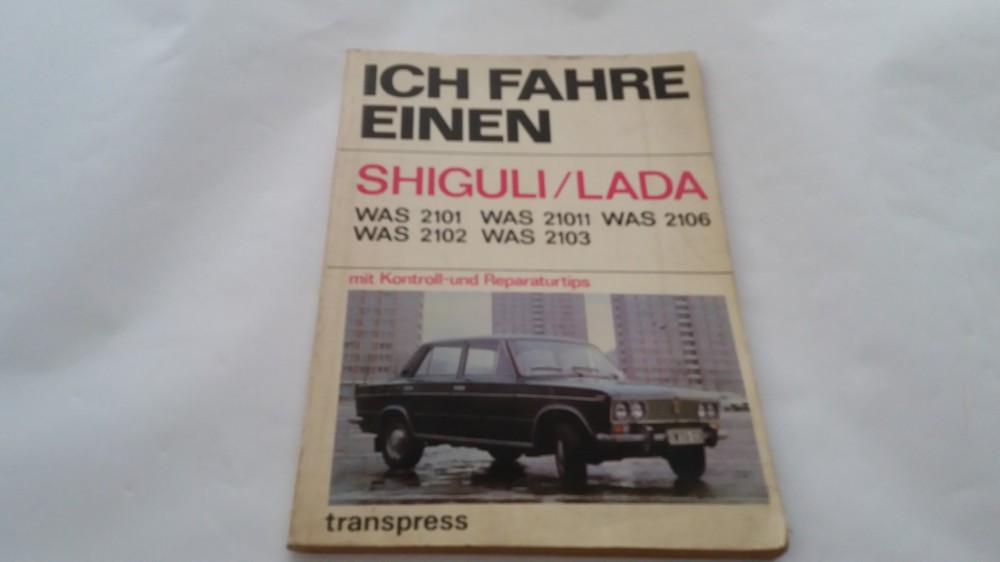 ICH FAHRE
EINEN
SHIGULI/LADA
WAS 2101 WAS 21011 WAS 2106
WAS 2102 WAS 2103
mit Kontroll-und Reparaturtips
transpress